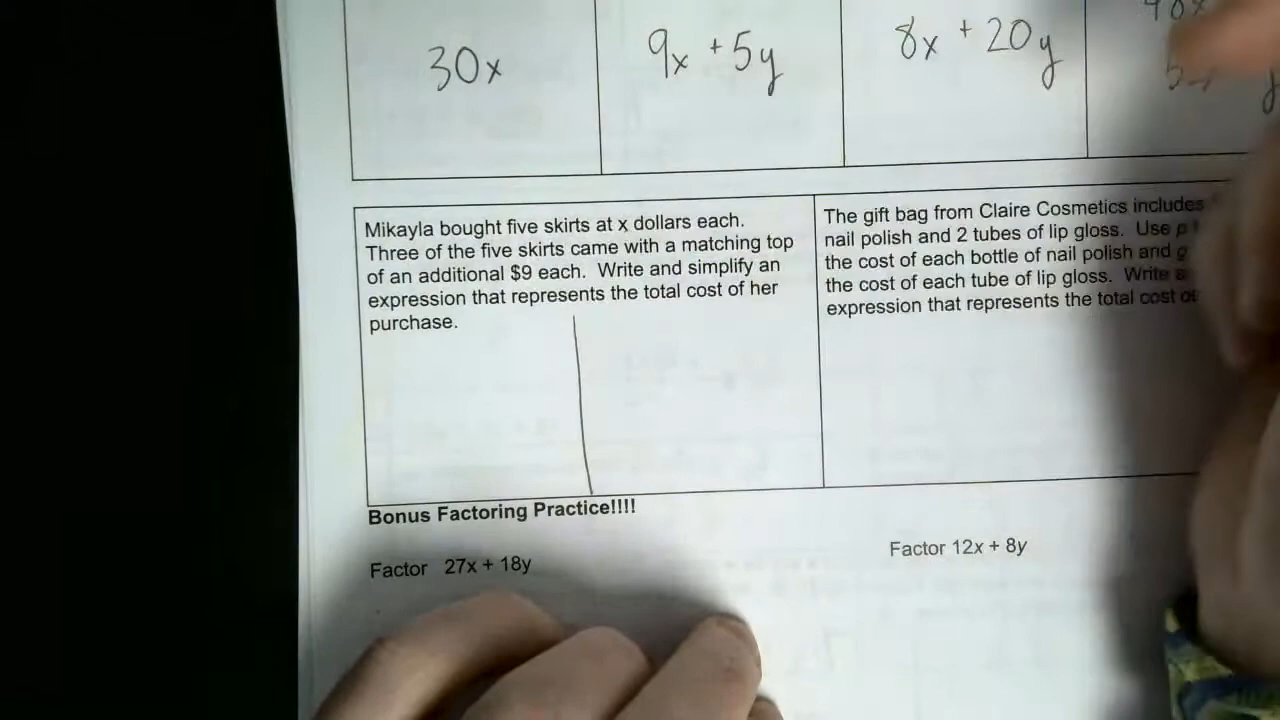 30x
9x + 5y
8x + 20y
Mikayla bought five skirts at x dollars each.
Three of the five skirts came with a matching top
of an additional $9 each. Write and simplify an
expression that represents the total cost of her
purchase.
The gift bag from Claire Cosmetics includes
nail polish and 2 tubes of lip gloss. Use p
the cost of each bottle of nail polish and g
the cost of each tube of lip gloss. Write
expression that represents the total cost
Bonus Factoring Practice!!!!
Factor 27x + 18y
Factor 12x + 8y